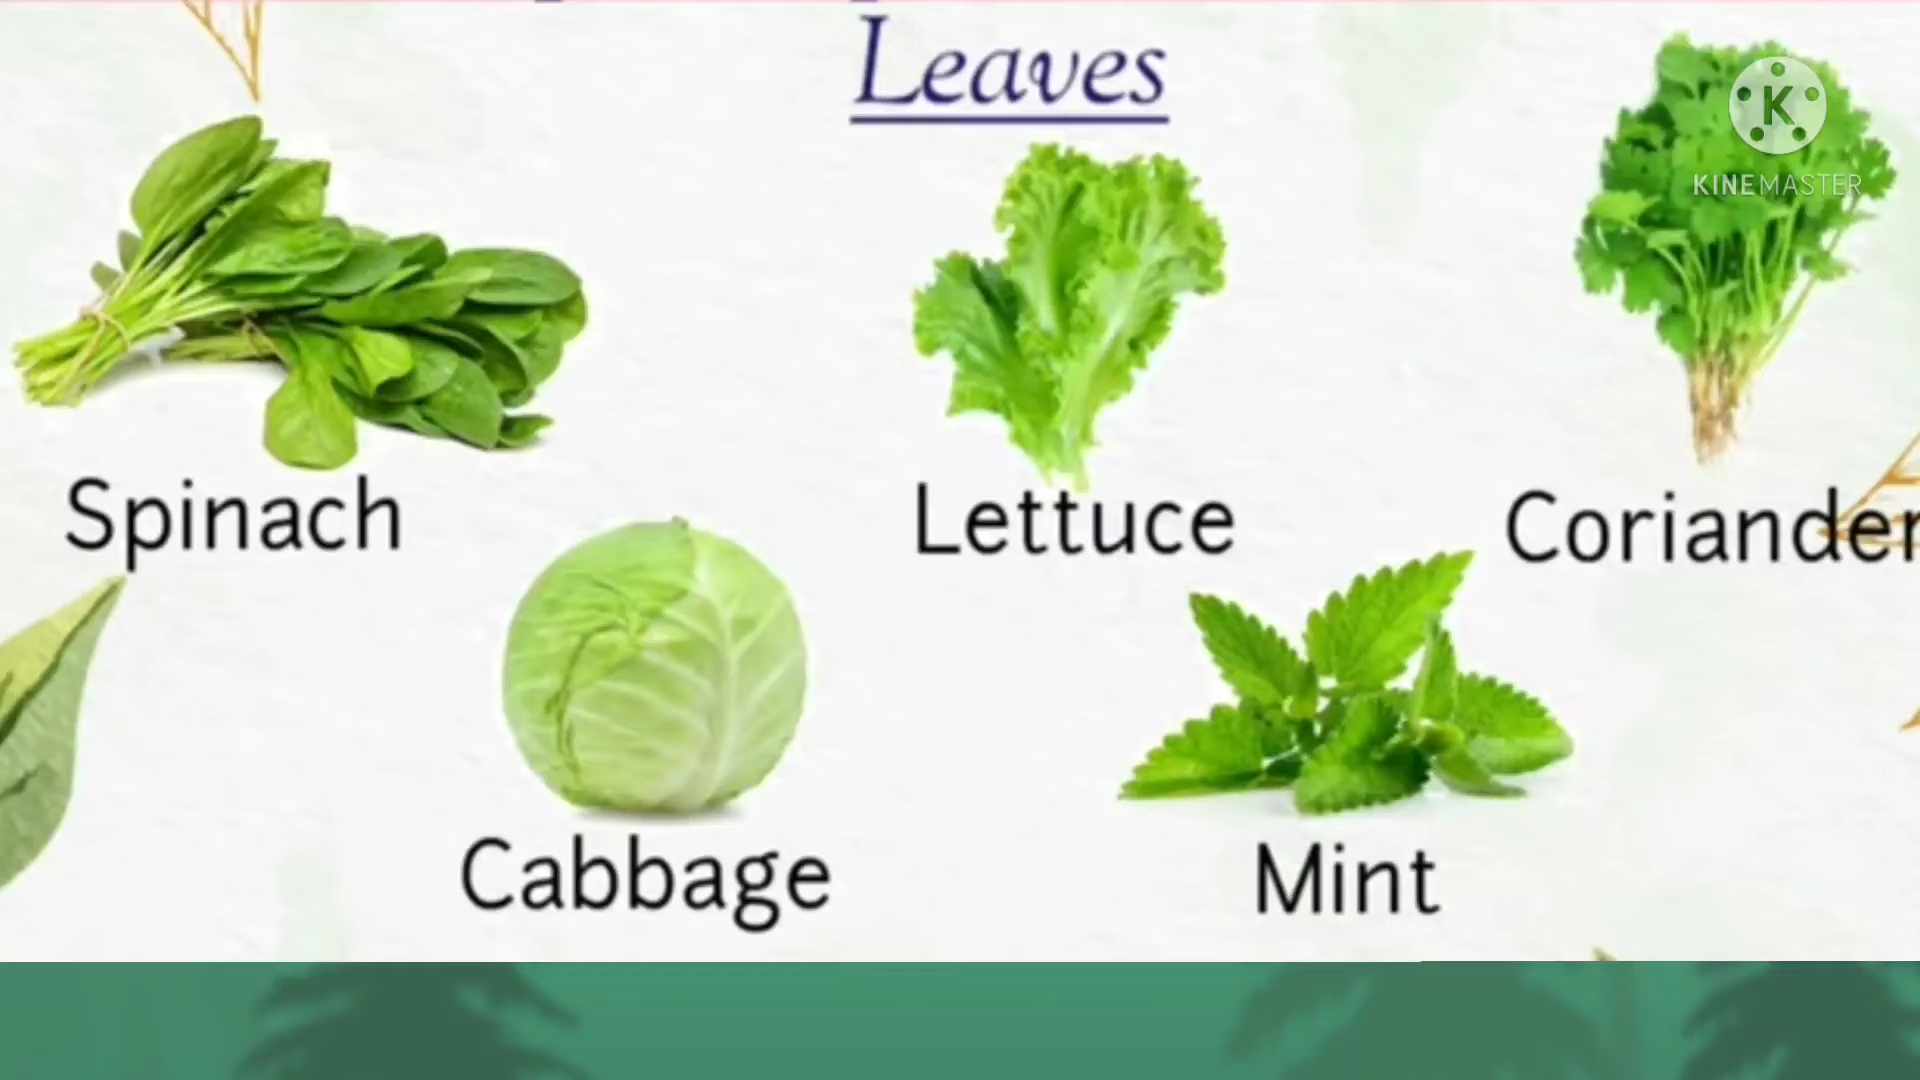 Leaves
K
KINEMASTER
Spinach
Lettuce
Coriander
Cabbage
Mint